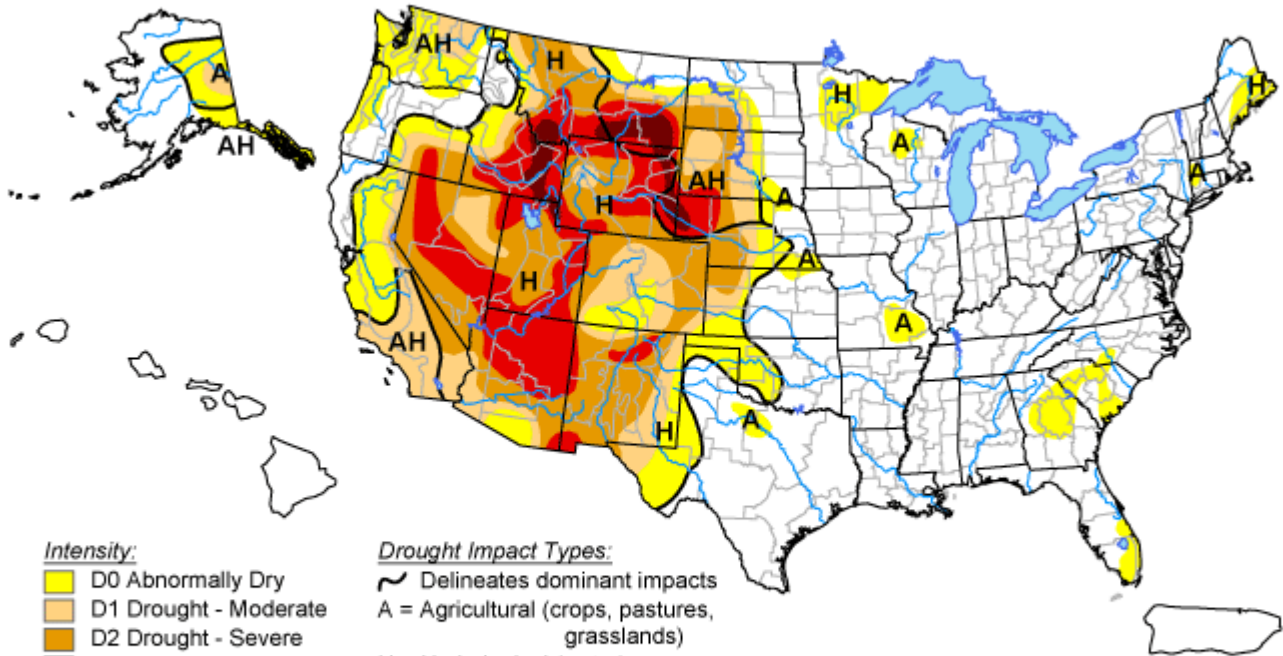 H
AH
A
H
H
A
H
AH
A
AH
A
H
A
H
A
AH
H
A
Intensity:
D0 Abnormally Dry
D1 Drought - Moderate
D2 Drought - Severe
Drought Impact Types:
Delineates dominant impacts
A = Agricultural (crops, pastures,
grasslands)